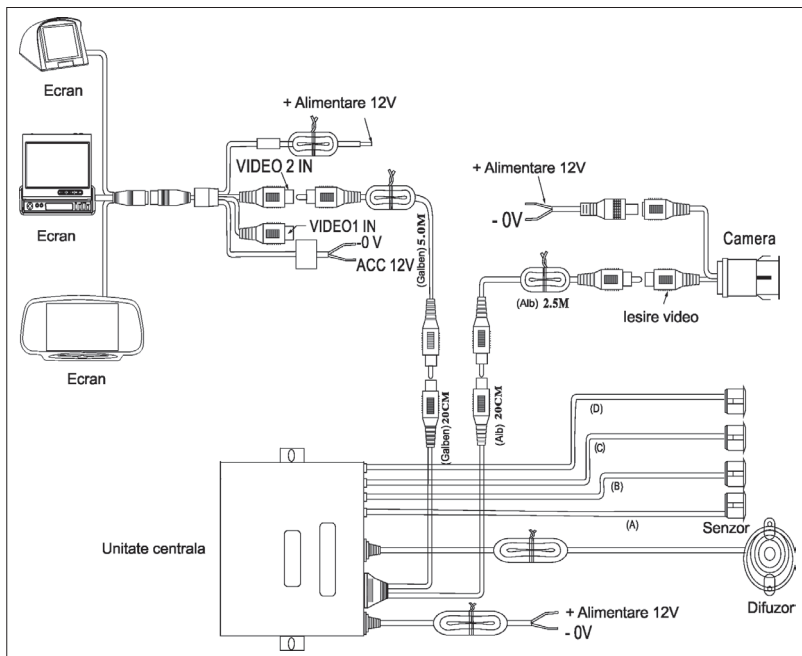 Ecran
+ Alimentare 12V
VIDEO 2 IN
+ Alimentare 12V
- 0V
Camera
Ecran
VIDEO1 IN
-0 V
ACC 12V
(Galben) 5.0M
(Alb) 2.5M
Iesire video
Ecran
(Galben) 20CM
(Alb) 20CM
(D)
(C)
(B)
(A)
Senzor
Unitate centrala
Difuzor
+ Alimentare 12V
- 0V